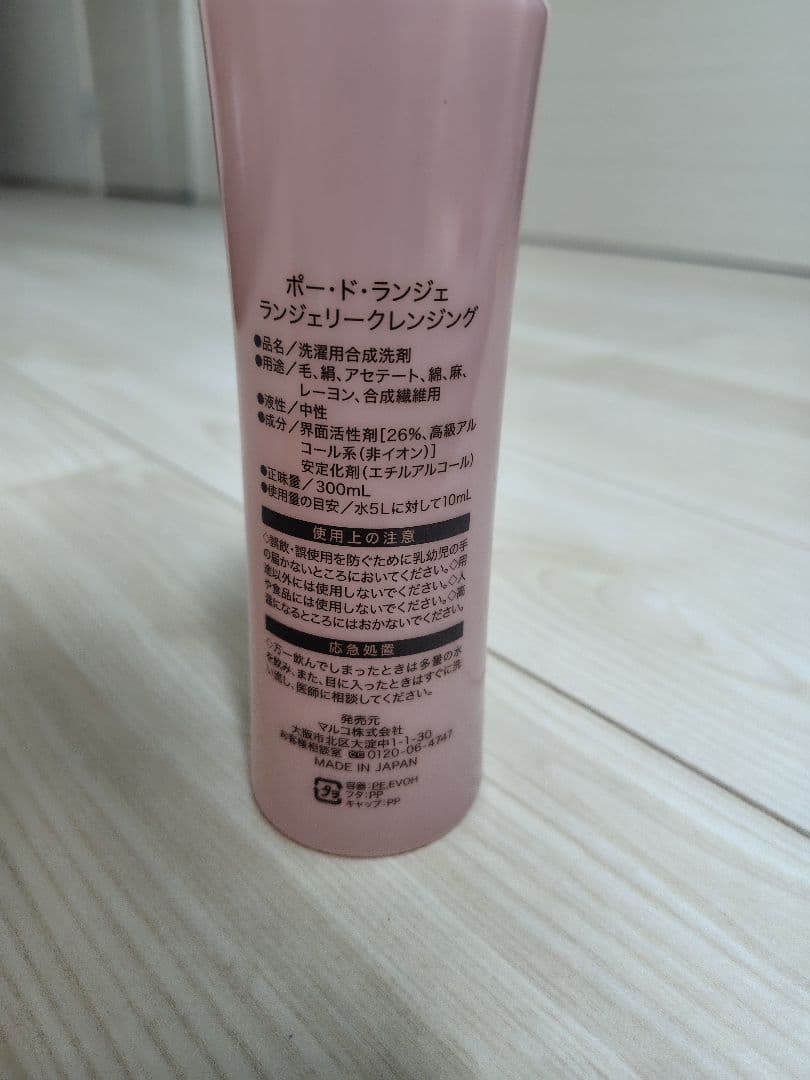 ポー・ド・ランジェ
ランジェリークレンジング
●品名/洗濯用合成洗剤
●用途/毛、絹、アセテート、綿、麻、
レーヨン、合成繊維用
●液性/中性
●成分/界面活性剤[26%、高級アル
コール系(非イオン)]
安定化剤(エチルアルコール)
●正味量/300mL
●使用量の目安/水5Lに対して10mL
使用上の注意
◇誤飲・誤使用を防ぐために乳幼児の手
の届かないところにおいてください。◇用
途以外には使用しないでください。◇人
や食品には使用しないでください。◇高
温になるところにはおかないでください。
応急処置
◇万一飲んでしまったときは多量の水
を飲み、また、目に入ったときはすぐに洗
い流し、医師に相談してください。
発売元
マルコ株式会社
大阪市北区大淀中1-1-30
お客様相談室 0120-06-4747
MADE IN JAPAN
プラ
容器:PE,EVOH
フタ:PP
キャップ:PP